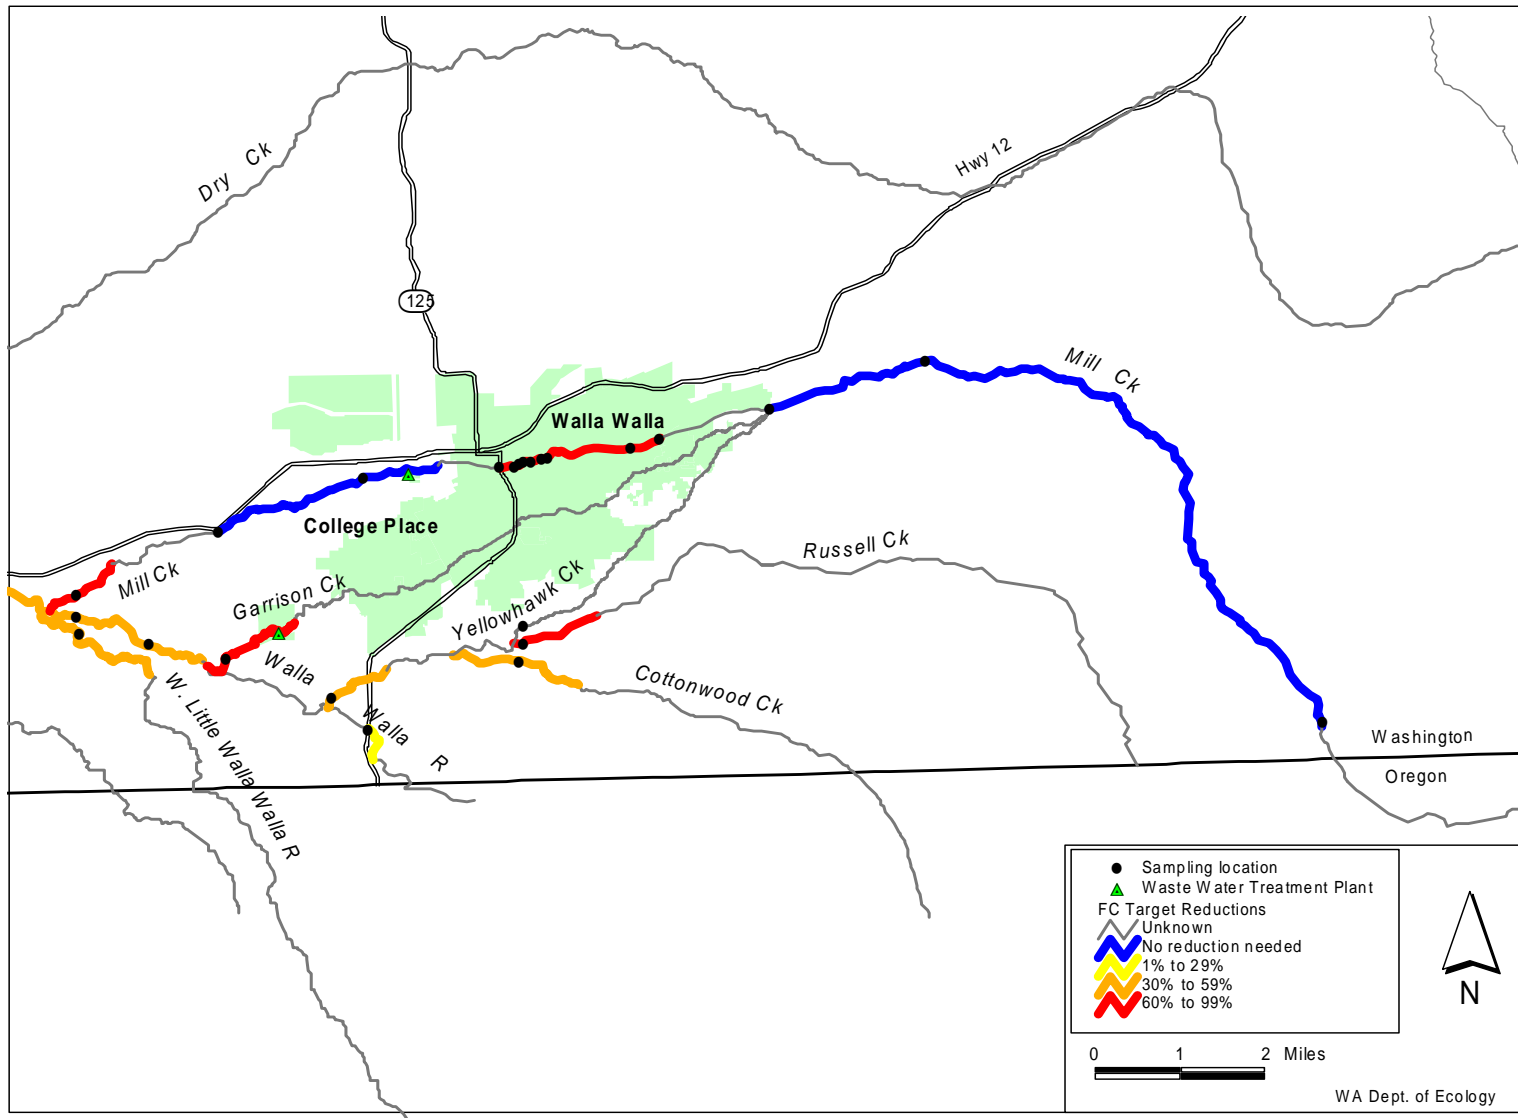 Dry Ck
Hwy 12
125
Mill Ck
Walla Walla
College Place
Russell Ck
Mill Ck
Garrison Ck
Yellowhawk Ck
Walla
Walla
R
Cottonwood Ck
W. Little Walla Walla R
Washington
Oregon
Sampling location
Waste Water Treatment Plant
FC Target Reductions
Unknown
No reduction needed
1% to 29%
30% to 59%
60% to 99%
N
0 1 2 Miles
WA Dept. of Ecology